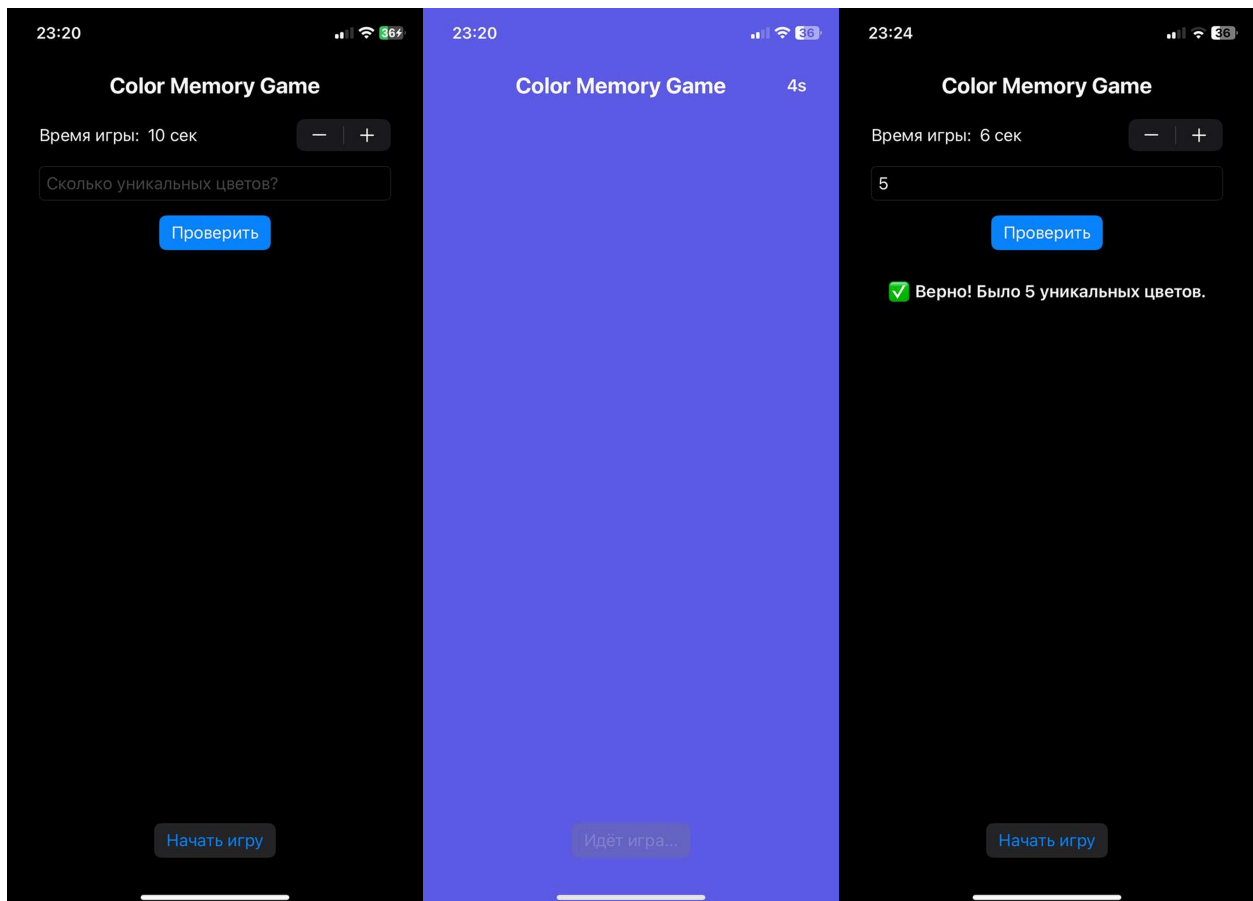 23:20
36
Color Memory Game
Время игры: 10 сек
− +
Сколько уникальных цветов?
Проверить
Начать игру
23:20
36
Color Memory Game 4s
Идёт игра...
23:24
36
Color Memory Game
Время игры: 6 сек
− +
5
Проверить
✅ Верно! Было 5 уникальных цветов.
Начать игру